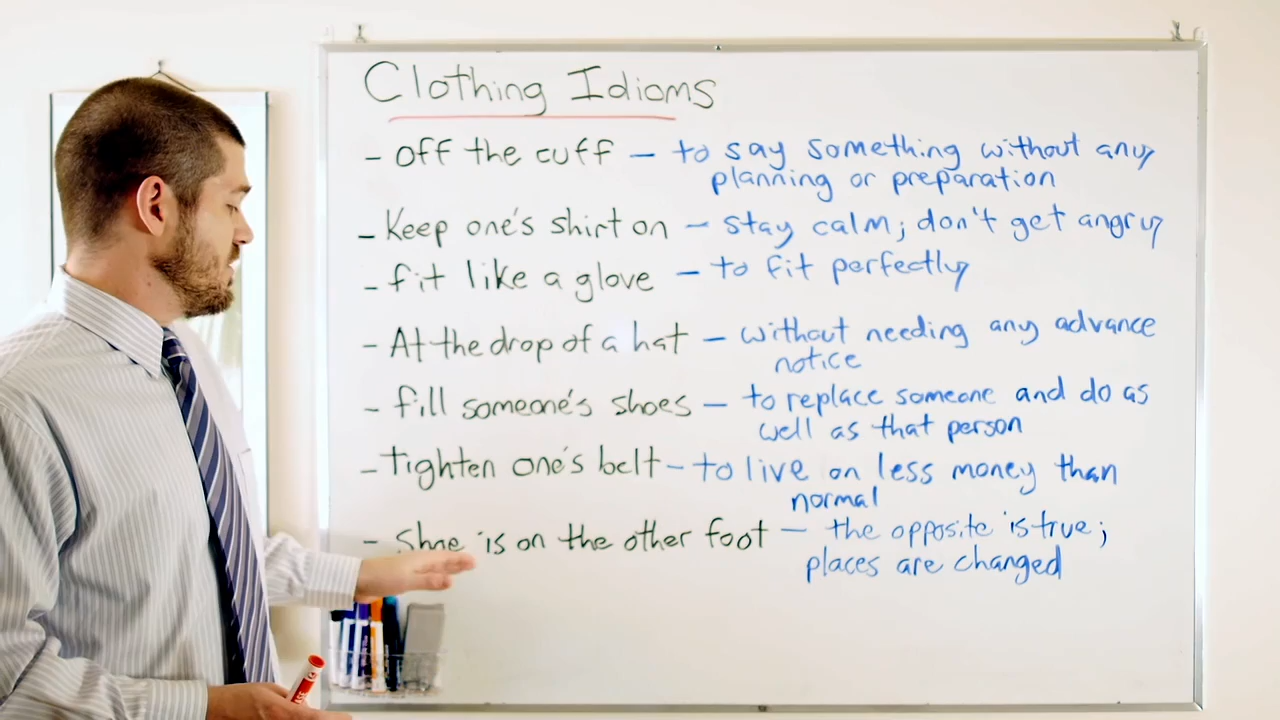 Clothing Idioms
- off the cuff – to say something without any
planning or preparation
- Keep one's shirt on – stay calm; don't get angry
- fit like a glove – to fit perfectly
- At the drop of a hat – without needing any advance
notice
- fill someone's shoes – to replace someone and do as
well as that person
- tighten one's belt – to live on less money than
normal
- shoe is on the other foot – the opposite is true;
places are changed